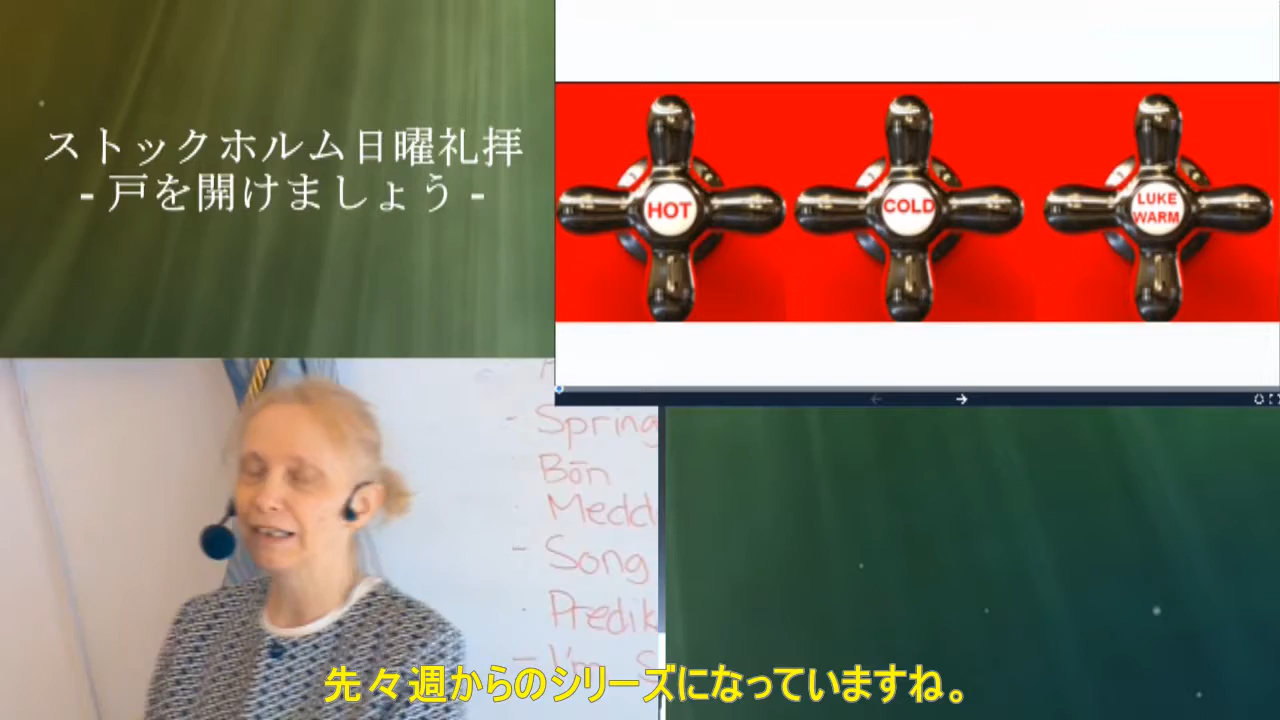 ストックホルム日曜礼拝
- 戸を開けましょう -
HOT
COLD
LUKE
WARM
- Spring
Bön
- Song
先々週からのシリーズになっていますね。